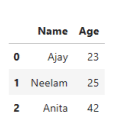 Name Age
0 Ajay 23
1 Neelam 25
2 Anita 42